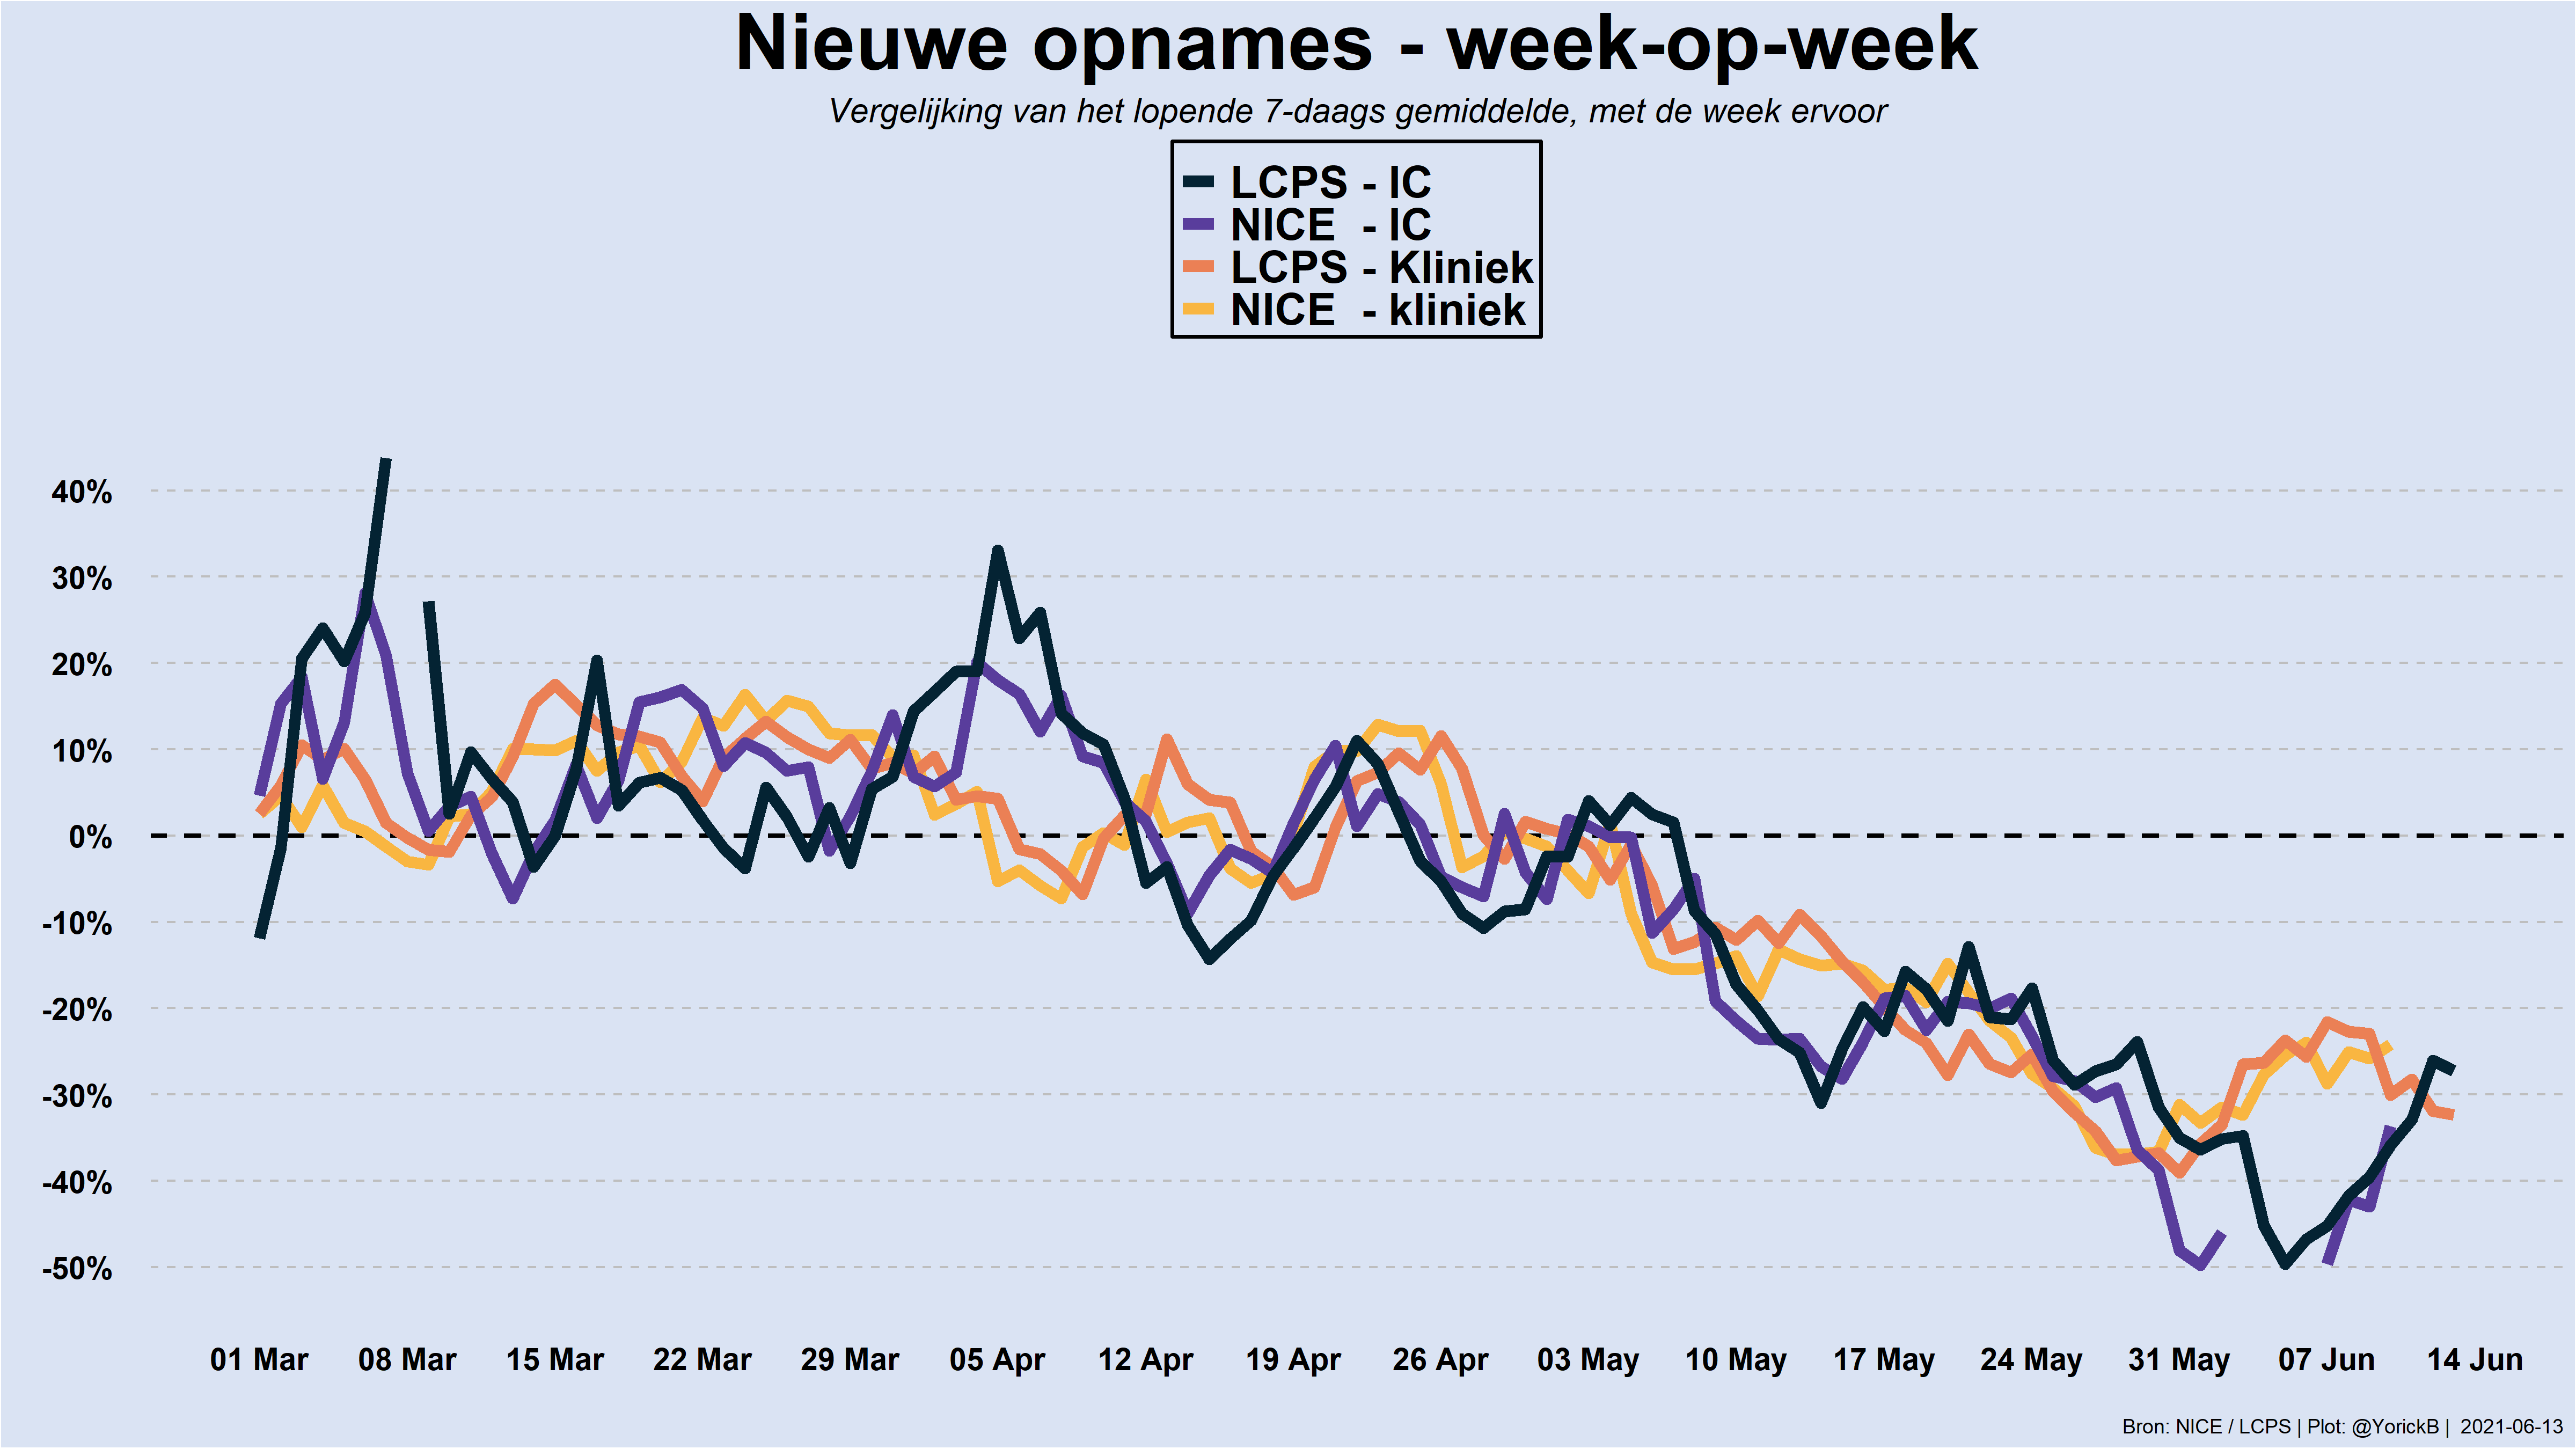 Nieuwe opnames - week-op-week
Vergelijking van het lopende 7-daags gemiddelde, met de week ervoor
LCPS - IC
NICE - IC
LCPS - Kliniek
NICE - kliniek
40%
30%
20%
10%
0%
-10%
-20%
-30%
-40%
-50%
01 Mar 08 Mar 15 Mar 22 Mar 29 Mar 05 Apr 12 Apr 19 Apr 26 Apr 03 May 10 May 17 May 24 May 31 May 07 Jun 14 Jun
Bron: NICE / LCPS | Plot: @YorickB | 2021-06-13